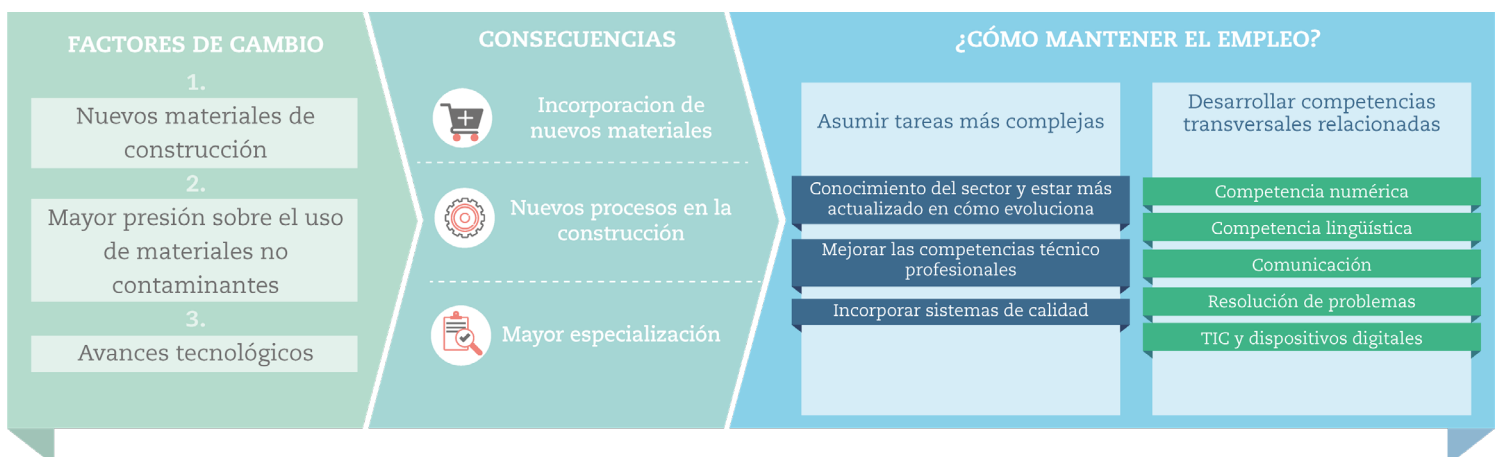 FACTORES DE CAMBIO
1.
Nuevos materiales de
construcción
2.
Mayor presión sobre el uso
de materiales no
contaminantes
3.
Avances tecnológicos
CONSECUENCIAS
Incorporacion de
nuevos materiales
Nuevos procesos en la
construcción
Mayor especialización
¿CÓMO MANTENER EL EMPLEO?
Asumir tareas más complejas
Conocimiento del sector y estar más
actualizado en cómo evoluciona
Mejorar las competencias técnico
profesionales
Incorporar sistemas de calidad
Desarrollar competencias
transversales relacionadas
Competencia numérica
Competencia lingüística
Comunicación
Resolución de problemas
TIC y dispositivos digitales